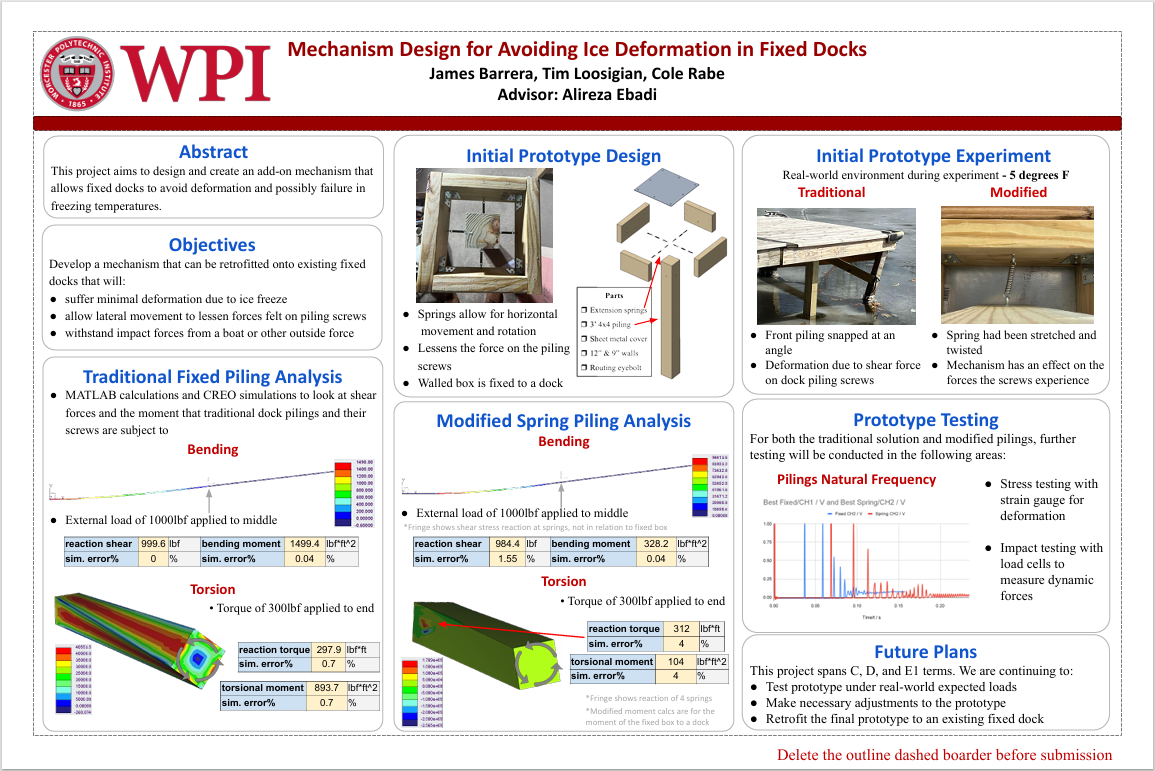 WORCESTER POLYTECHNIC INSTITUTE
1865
WPI
Mechanism Design for Avoiding Ice Deformation in Fixed Docks
James Barrera, Tim Loosigian, Cole Rabe
Advisor: Alireza Ebadi
Abstract
This project aims to design and create an add-on mechanism that
allows fixed docks to avoid deformation and possibly failure in
freezing temperatures.
Objectives
Develop a mechanism that can be retrofitted onto existing fixed
docks that will:
● suffer minimal deformation due to ice freeze
● allow lateral movement to lessen forces felt on piling screws
● withstand impact forces from a boat or other outside force
Traditional Fixed Piling Analysis
● MATLAB calculations and CREO simulations to look at shear
forces and the moment that traditional dock pilings and their
screws are subject to
Bending
● External load of 1000lbf applied to middle
reaction shear 999.6 lbf bending moment 1499.4 lbf*ft^2
sim. error% 0 % sim. error% 0.04 %
Torsion
• Torque of 300lbf applied to end
reaction torque 297.9 lbf*ft
sim. error% 0.7 %
torsional moment 893.7 lbf*ft^2
sim. error% 0.7 %
Initial Prototype Design
Parts
❒ Extension springs
❒ 3' 4x4 piling
❒ Sheet metal cover
❒ 12" & 9" walls
❒ Routing eyebolt
● Springs allow for horizontal
movement and rotation
● Lessens the force on the piling
screws
● Walled box is fixed to a dock
Modified Spring Piling Analysis
Bending
● External load of 1000lbf applied to middle
*Fringe shows shear stress reaction at springs, not in relation to fixed box
reaction shear 984.4 lbf bending moment 328.2 lbf*ft^2
sim. error% 1.55 % sim. error% 0.04 %
Torsion
• Torque of 300lbf applied to end
reaction torque 312 lbf*ft
sim. error% 4 %
torsional moment 104 lbf*ft^2
sim. error% 4 %
*Fringe shows reaction of 4 springs
*Modified moment calcs are for the
moment of the fixed box to a dock
Initial Prototype Experiment
Real-world environment during experiment - 5 degrees F
Traditional
Modified
● Front piling snapped at an
angle
● Deformation due to shear force
on dock piling screws
● Spring had been stretched and
twisted
● Mechanism has an effect on the
forces the screws experience
Prototype Testing
For both the traditional solution and modified pilings, further
testing will be conducted in the following areas:
Pilings Natural Frequency
Best Fixed/CH1 / V and Best Spring/CH2 / V
Fixed CH2 / V Spring CH2 / V
1.00
0.75
0.50
0.25
0.00
0.00 0.05 0.10 0.15 0.20
Time/t / s
● Stress testing with
strain gauge for
deformation
● Impact testing with
load cells to
measure dynamic
forces
Future Plans
This project spans C, D, and E1 terms. We are continuing to:
● Test prototype under real-world expected loads
● Make necessary adjustments to the prototype
● Retrofit the final prototype to an existing fixed dock
Delete the outline dashed boarder before submission